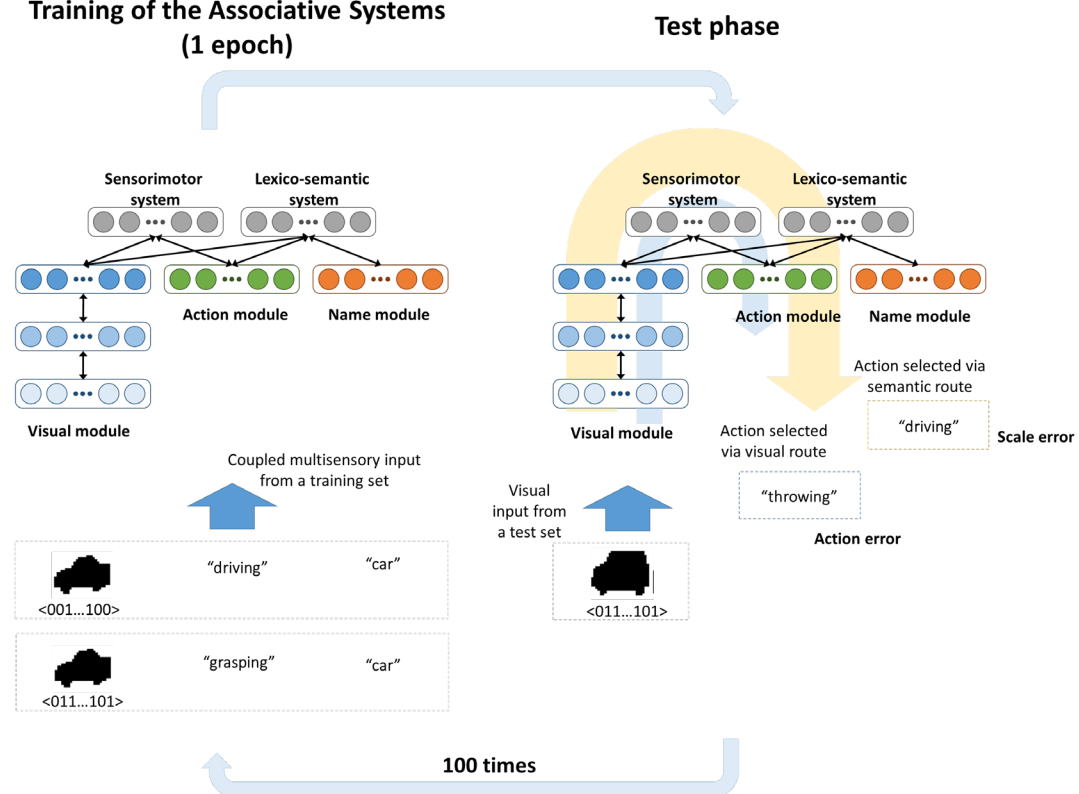 Training of the Associative Systems
(1 epoch)
Test phase
Sensorimotor
system
Lexico-semantic
system
Action module
Name module
Visual module
Coupled multisensory input
from a training set
“driving”
“car”
<001...100>
“grasping”
“car”
<011...101>
Sensorimotor
system
Lexico-semantic
system
Action module
Name module
Visual module
Action selected via
semantic route
“driving”
Scale error
Action selected
via visual route
“throwing”
Action error
Visual
input from
a test set
<011...101>
100 times